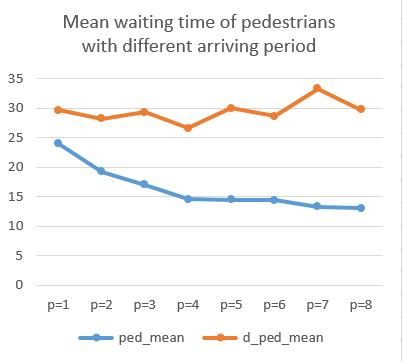 Mean waiting time of pedestrians
with different arriving period
35
30
25
20
15
10
5
0
p=1 p=2 p=3 p=4 p=5 p=6 p=7 p=8
ped_mean d_ped_mean